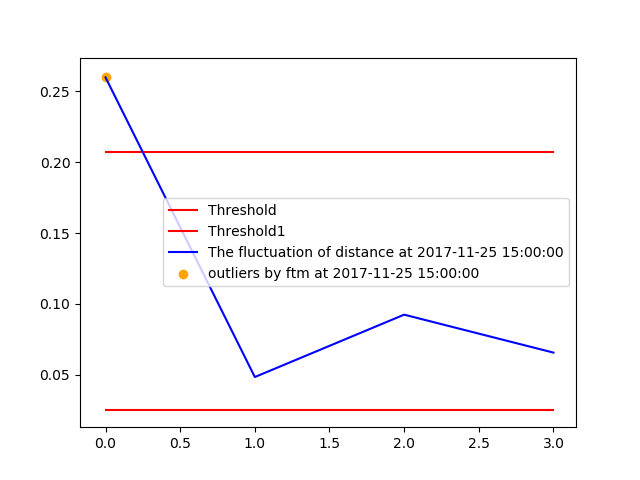 0.25
0.20
0.15
0.10
0.05
Threshold
Threshold1
The fluctuation of distance at 2017-11-25 15:00:00
outliers by ftm at 2017-11-25 15:00:00
0.0 0.5 1.0 1.5 2.0 2.5 3.0